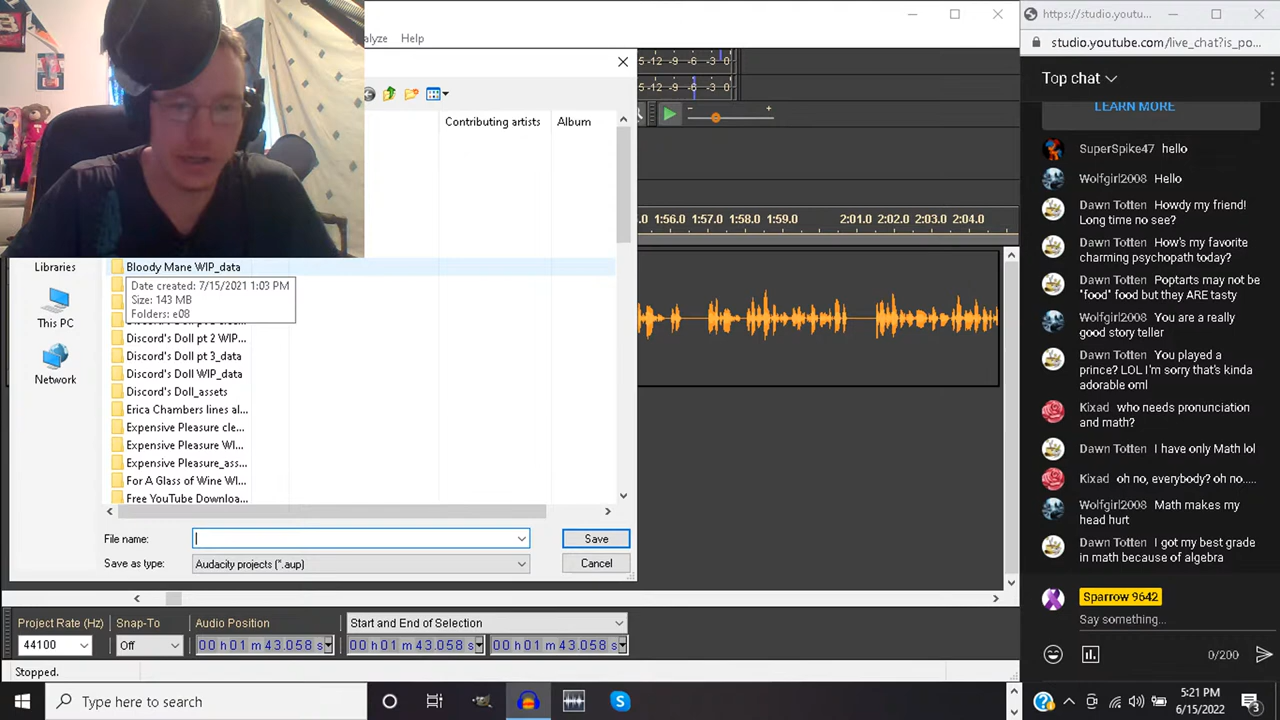 https://studio.youtu...
alyze Help
studio.youtube.com/live_chat?is_po...
Top chat
5 -12 -9 -6 -3 0
5 -12 -9 -6 -3 0
LEARN MORE
Contributing artists Album
SuperSpike47 hello
Wolfgirl2008 Hello
Dawn Totten Howdy my friend!
Long time no see?
Dawn Totten How's my favorite
charming psychopath today?
Dawn Totten Poptarts may not be
"food" food but they ARE tasty
Wolfgirl2008 You are a really
good story teller
Dawn Totten You played a
prince? LOL I'm sorry that's kinda
adorable oml
Kixad who needs pronunciation
and math?
Dawn Totten I have only Math lol
Kixad oh no, everybody? oh no.....
Wolfgirl2008 Math makes my
head hurt
Dawn Totten I got my best grade
in math because of algebra
Sparrow 9642
Say something...
0/200
1:56.0 1:57.0 1:58.0 1:59.0 2:01.0 2:02.0 2:03.0 2:04.0
Libraries
This PC
Network
Bloody Mane WIP_data
Date created: 7/15/2021 1:03 PM
Size: 143 MB
Folders: e08
Discord's Doll pt 2 WIP...
Discord's Doll pt 3_data
Discord's Doll WIP_data
Discord's Doll_assets
Erica Chambers lines al...
Expensive Pleasure cle...
Expensive Pleasure WI...
Expensive Pleasure_ass...
For A Glass of Wine WI...
Free YouTube Downloa...
File name:
Save
Save as type: Audacity projects (*.aup)
Cancel
Project Rate (Hz) Snap-To Audio Position Start and End of Selection
44100 Off 00 h 01 m 43.058 s 00 h 01 m 43.058 s 00 h 01 m 43.058 s
Stopped.
Type here to search
5:21 PM
6/15/2022
3